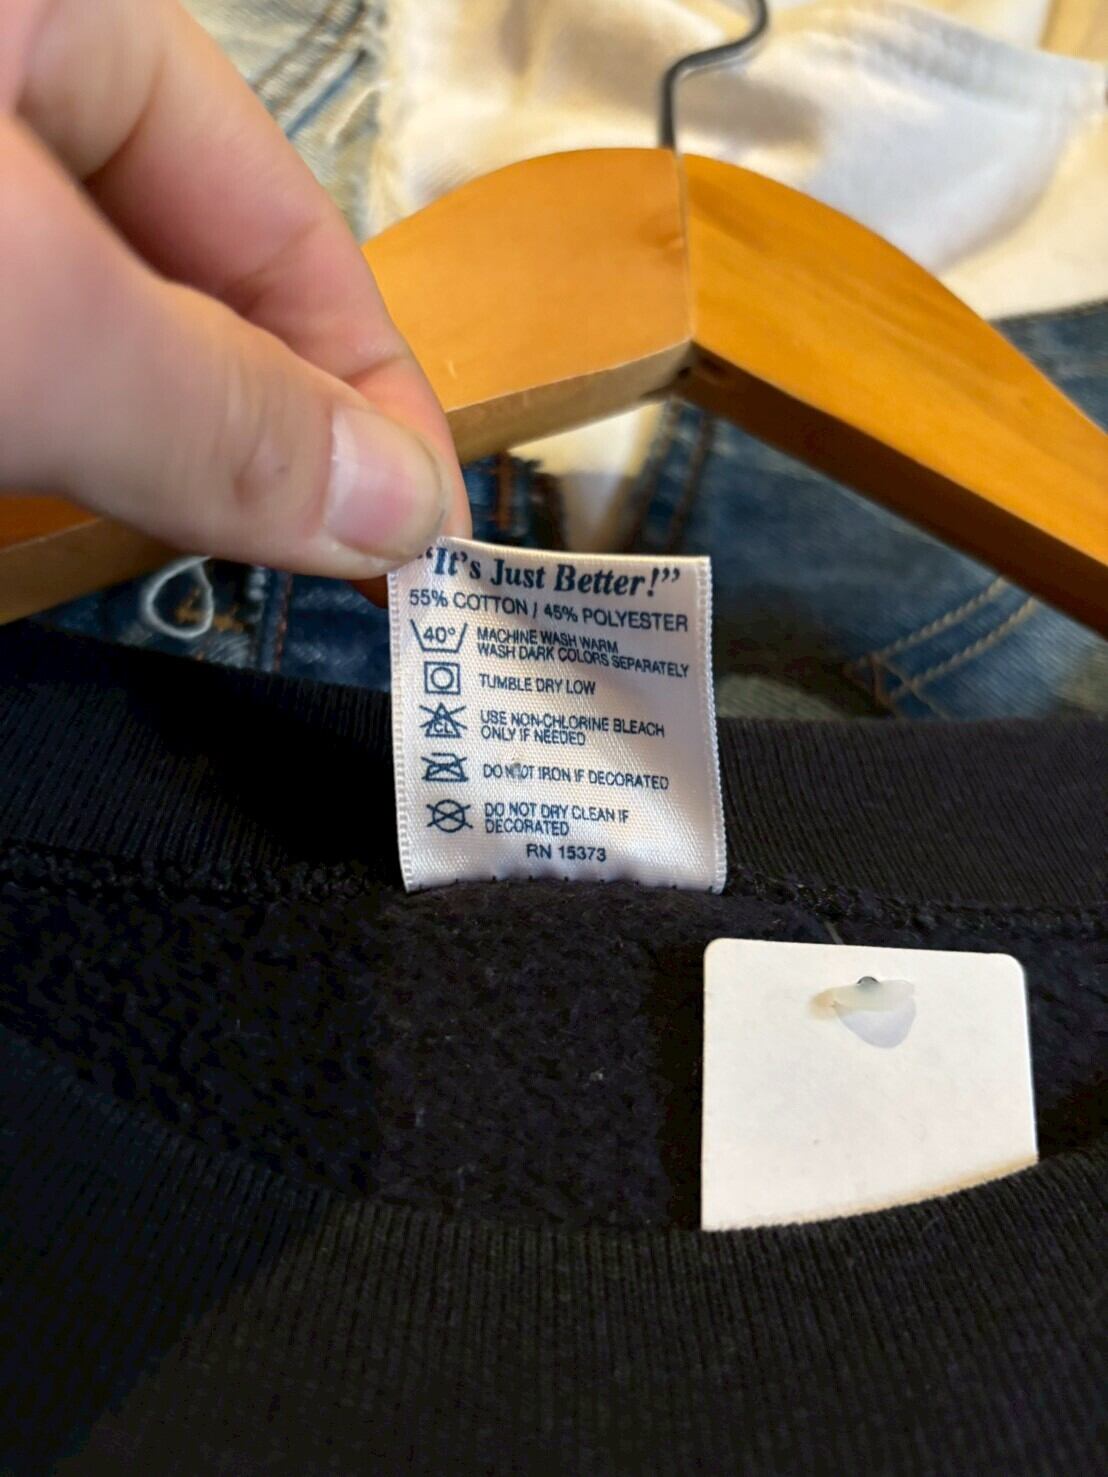 "It's Just Better!"
55% COTTON / 45% POLYESTER
40° MACHINE WASH WARM
WASH DARK COLORS SEPARATELY
TUMBLE DRY LOW
CL USE NON-CHLORINE BLEACH
ONLY IF NEEDED
DO NOT IRON IF DECORATED
DO NOT DRY CLEAN IF
DECORATED
RN 15373